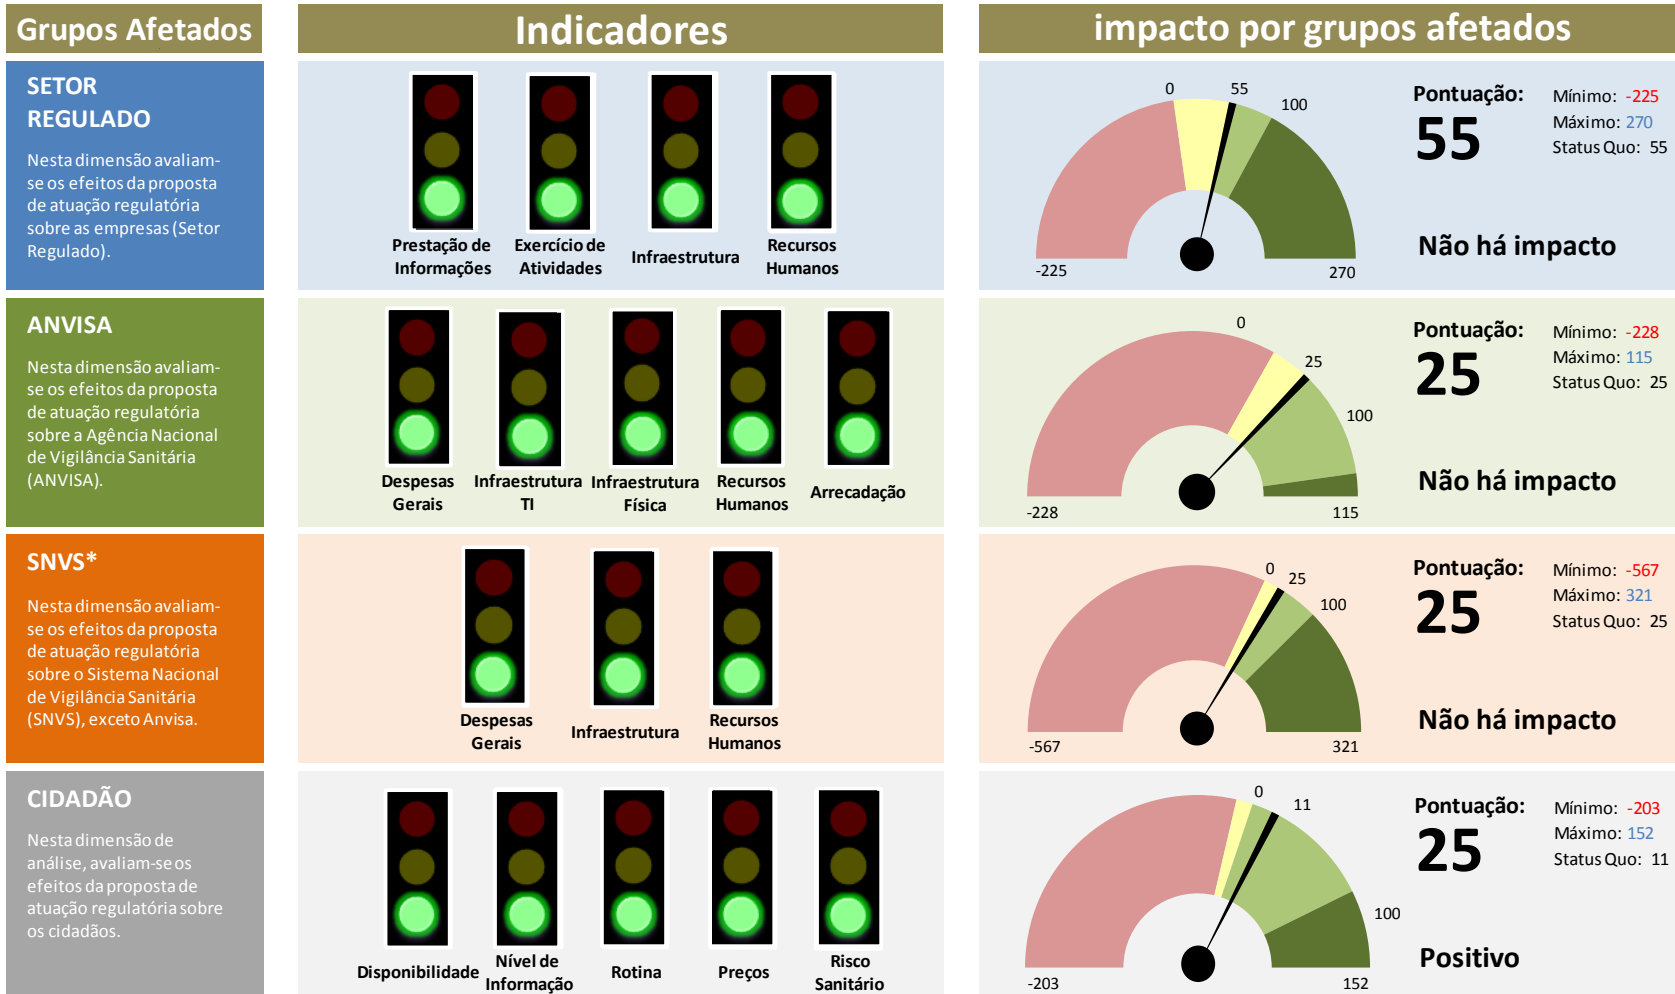 Grupos Afetados
Indicadores
impacto por grupos afetados
SETOR
REGULADO
Nesta dimensão avaliam-
se os efeitos da proposta
de atuação regulatória
sobre as empresas (Setor
Regulado).
Prestação de
Informações
Exercício de
Atividades
Infraestrutura
Recursos
Humanos
0
55
100
-225
270
Pontuação:
55
Mínimo: -225
Máximo: 270
Status Quo: 55
Não há impacto
ANVISA
Nesta dimensão avaliam-
se os efeitos da proposta
de atuação regulatória
sobre a Agência Nacional
de Vigilância Sanitária
(ANVISA).
Despesas
Gerais
Infraestrutura
TI
Infraestrutura
Física
Recursos
Humanos
Arrecadação
0
25
100
-228
115
Pontuação:
25
Mínimo: -228
Máximo: 115
Status Quo: 25
Não há impacto
SNVS*
Nesta dimensão avaliam-
se os efeitos da proposta
de atuação regulatória
sobre o Sistema Nacional
de Vigilância Sanitária
(SNVS), exceto Anvisa.
Despesas
Gerais
Infraestrutura
Recursos
Humanos
0
25
100
-567
321
Pontuação:
25
Mínimo: -567
Máximo: 321
Status Quo: 25
Não há impacto
CIDADÃO
Nesta dimensão de
análise, avaliam-se os
efeitos da proposta de
atuação regulatória sobre
os cidadãos.
Disponibilidade
Nível de
Informação
Rotina
Preços
Risco
Sanitário
0
11
100
-203
152
Pontuação:
25
Mínimo: -203
Máximo: 152
Status Quo: 11
Positivo